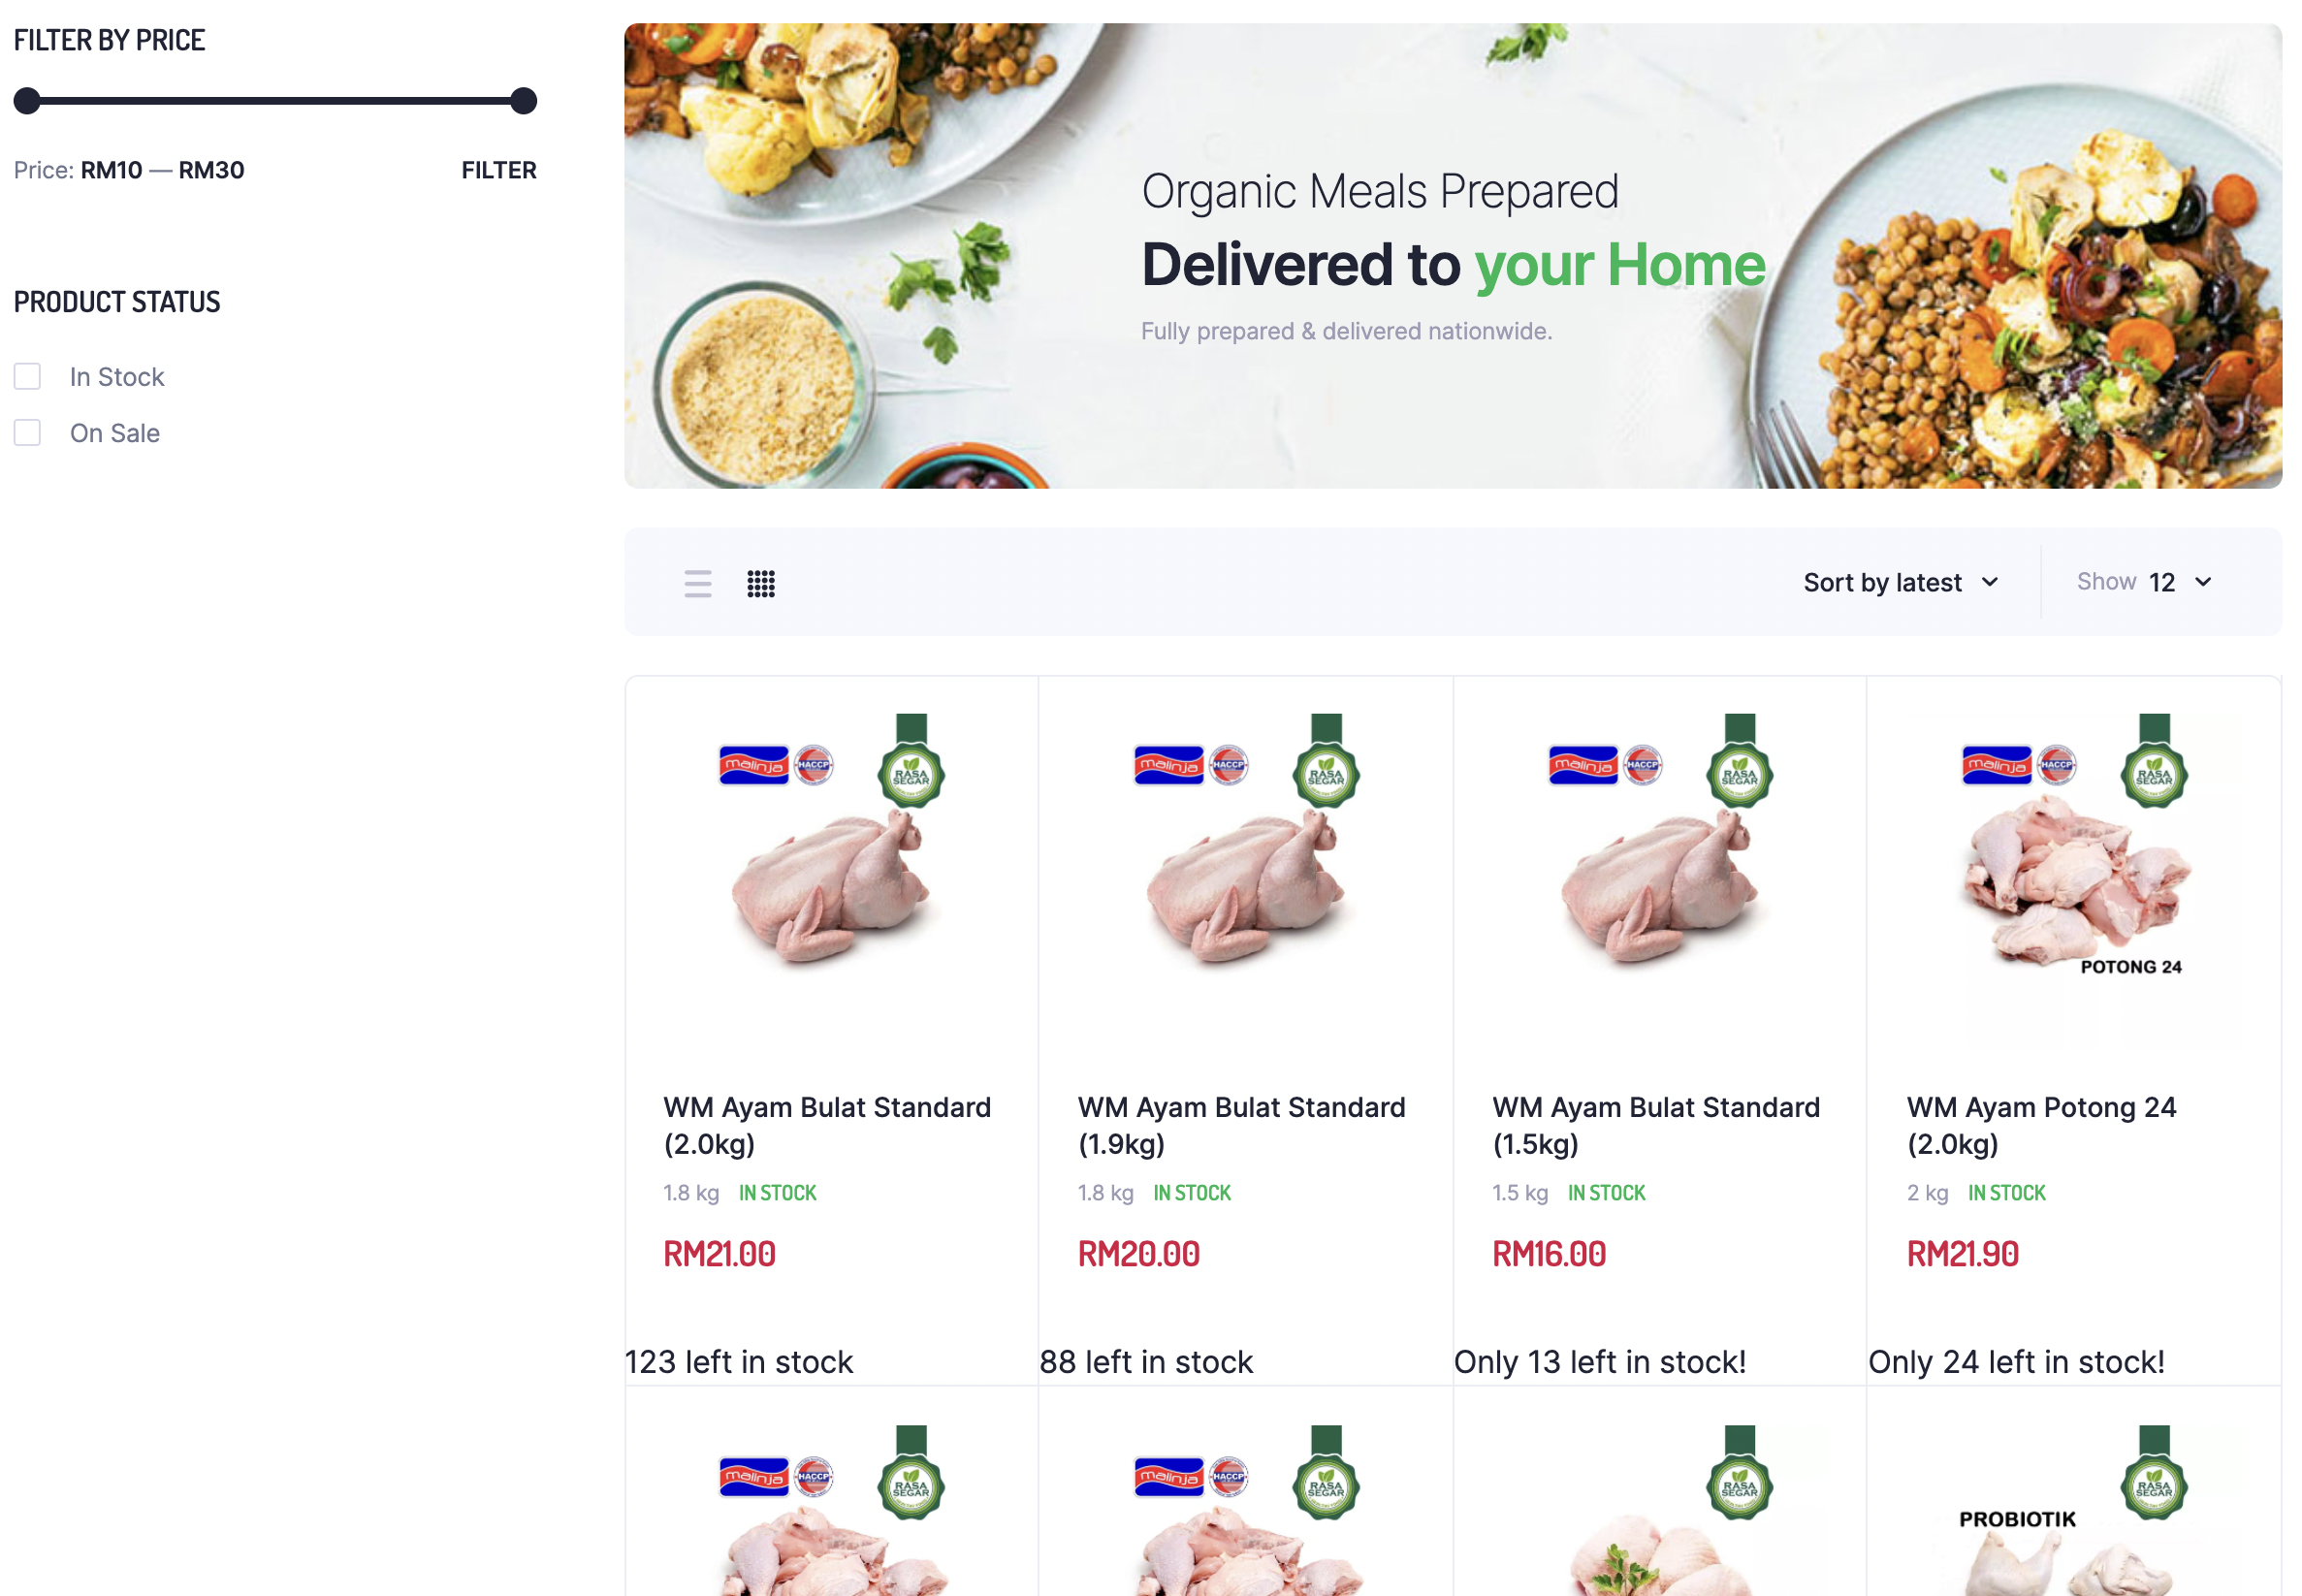 FILTER BY PRICE
Price: RM10 — RM30
FILTER
PRODUCT STATUS
In Stock
On Sale
Organic Meals Prepared
Delivered to your Home
Fully prepared & delivered nationwide.
Sort by latest
Show 12
malinja
HACCP
RASA
SEGAR
malinja
HACCP
RASA
SEGAR
malinja
HACCP
RASA
SEGAR
malinja
HACCP
RASA
SEGAR
POTONG 24
WM Ayam Bulat Standard
(2.0kg)
1.8 kg IN STOCK
RM21.00
123 left in stock
WM Ayam Bulat Standard
(1.9kg)
1.8 kg IN STOCK
RM20.00
88 left in stock
WM Ayam Bulat Standard
(1.5kg)
1.5 kg IN STOCK
RM16.00
Only 13 left in stock!
WM Ayam Potong 24
(2.0kg)
2 kg IN STOCK
RM21.90
Only 24 left in stock!
malinja
HACCP
RASA
SEGAR
malinja
HACCP
RASA
SEGAR
RASA
SEGAR
RASA
SEGAR
PROBIOTIK